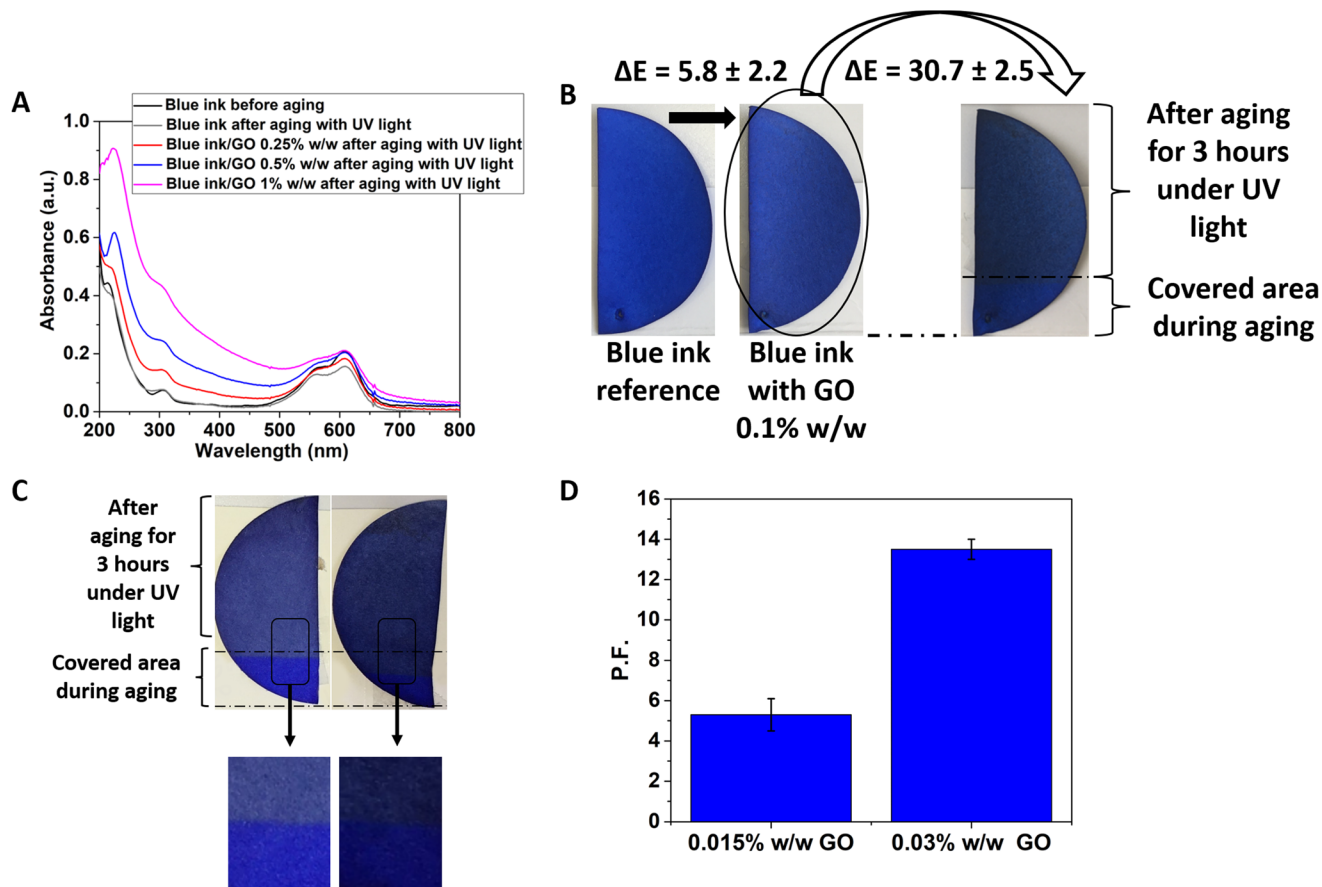 A
Blue ink before aging
Blue ink after aging with UV light
Blue ink/GO 0.25% w/w after aging with UV light
Blue ink/GO 0.5% w/w after aging with UV light
Blue ink/GO 1% w/w after aging with UV light
1.0
0.8
0.6
0.4
0.2
0.0
Absorbance (a.u.)
200 300 400 500 600 700 800
Wavelength (nm)
B
ΔE = 5.8 ± 2.2
ΔE = 30.7 ± 2.5
Blue ink
reference
Blue ink
with GO
0.1% w/w
After aging
for 3 hours
under UV
light
Covered area
during aging
C
After
aging for
3 hours
under UV
light
Covered area
during aging
D
16
14
12
10
8
6
4
2
0
P.F.
0.015% w/w GO
0.03% w/w GO